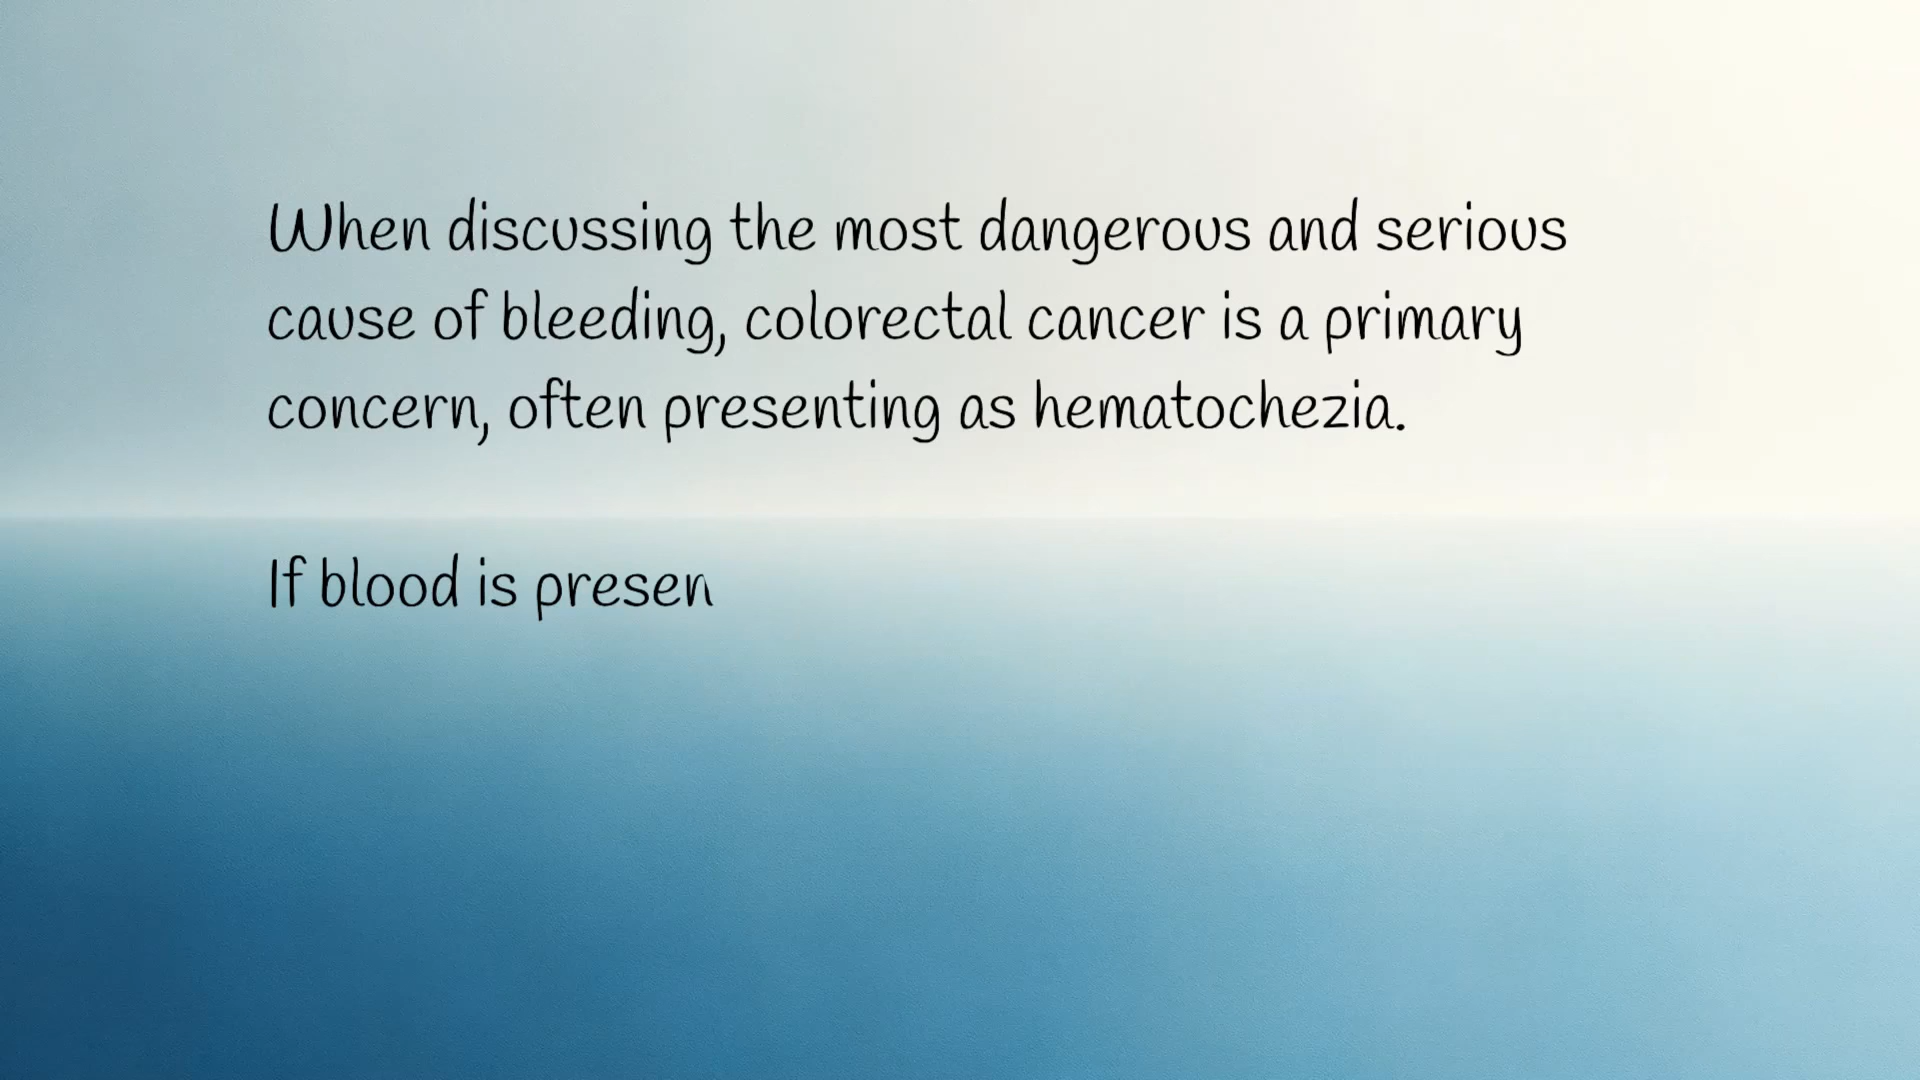 When discussing the most dangerous and serious
cause of bleeding, colorectal cancer is a primary
concern, often presenting as hematochezia.
If blood is presen